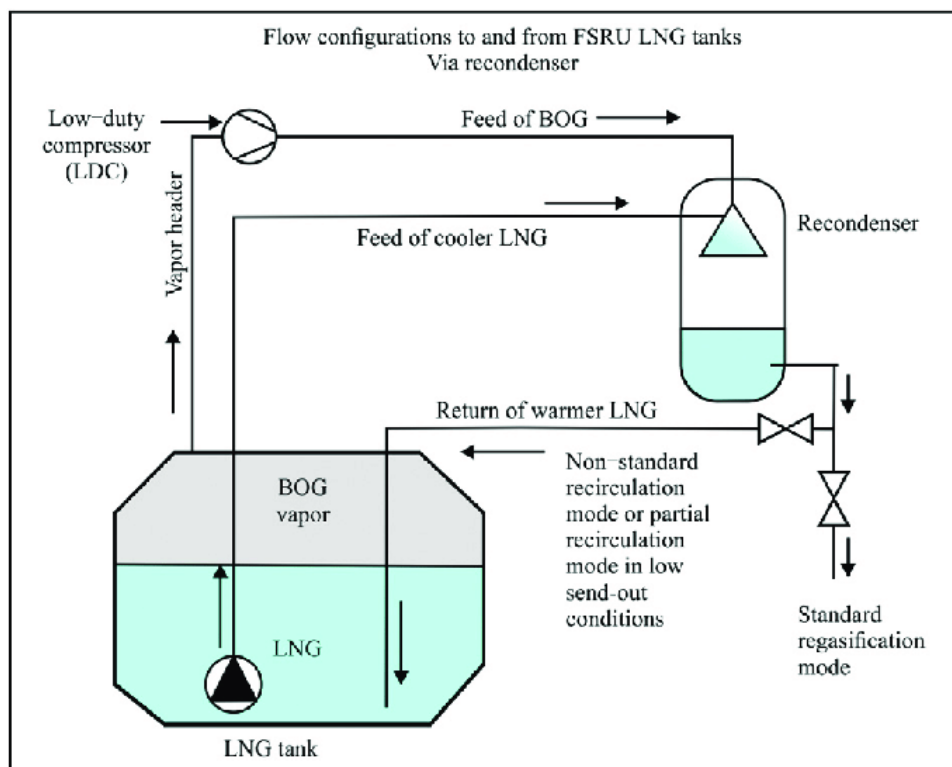 Flow configurations to and from FSRU LNG tanks
Via recondenser
Low-duty
compressor
(LDC)
Feed of BOG
Vapor header
Feed of cooler LNG
Recondenser
Return of warmer LNG
BOG
vapor
Non-standard
recirculation
mode or partial
recirculation
mode in low
send-out
conditions
LNG
Standard
regasification
mode
LNG tank